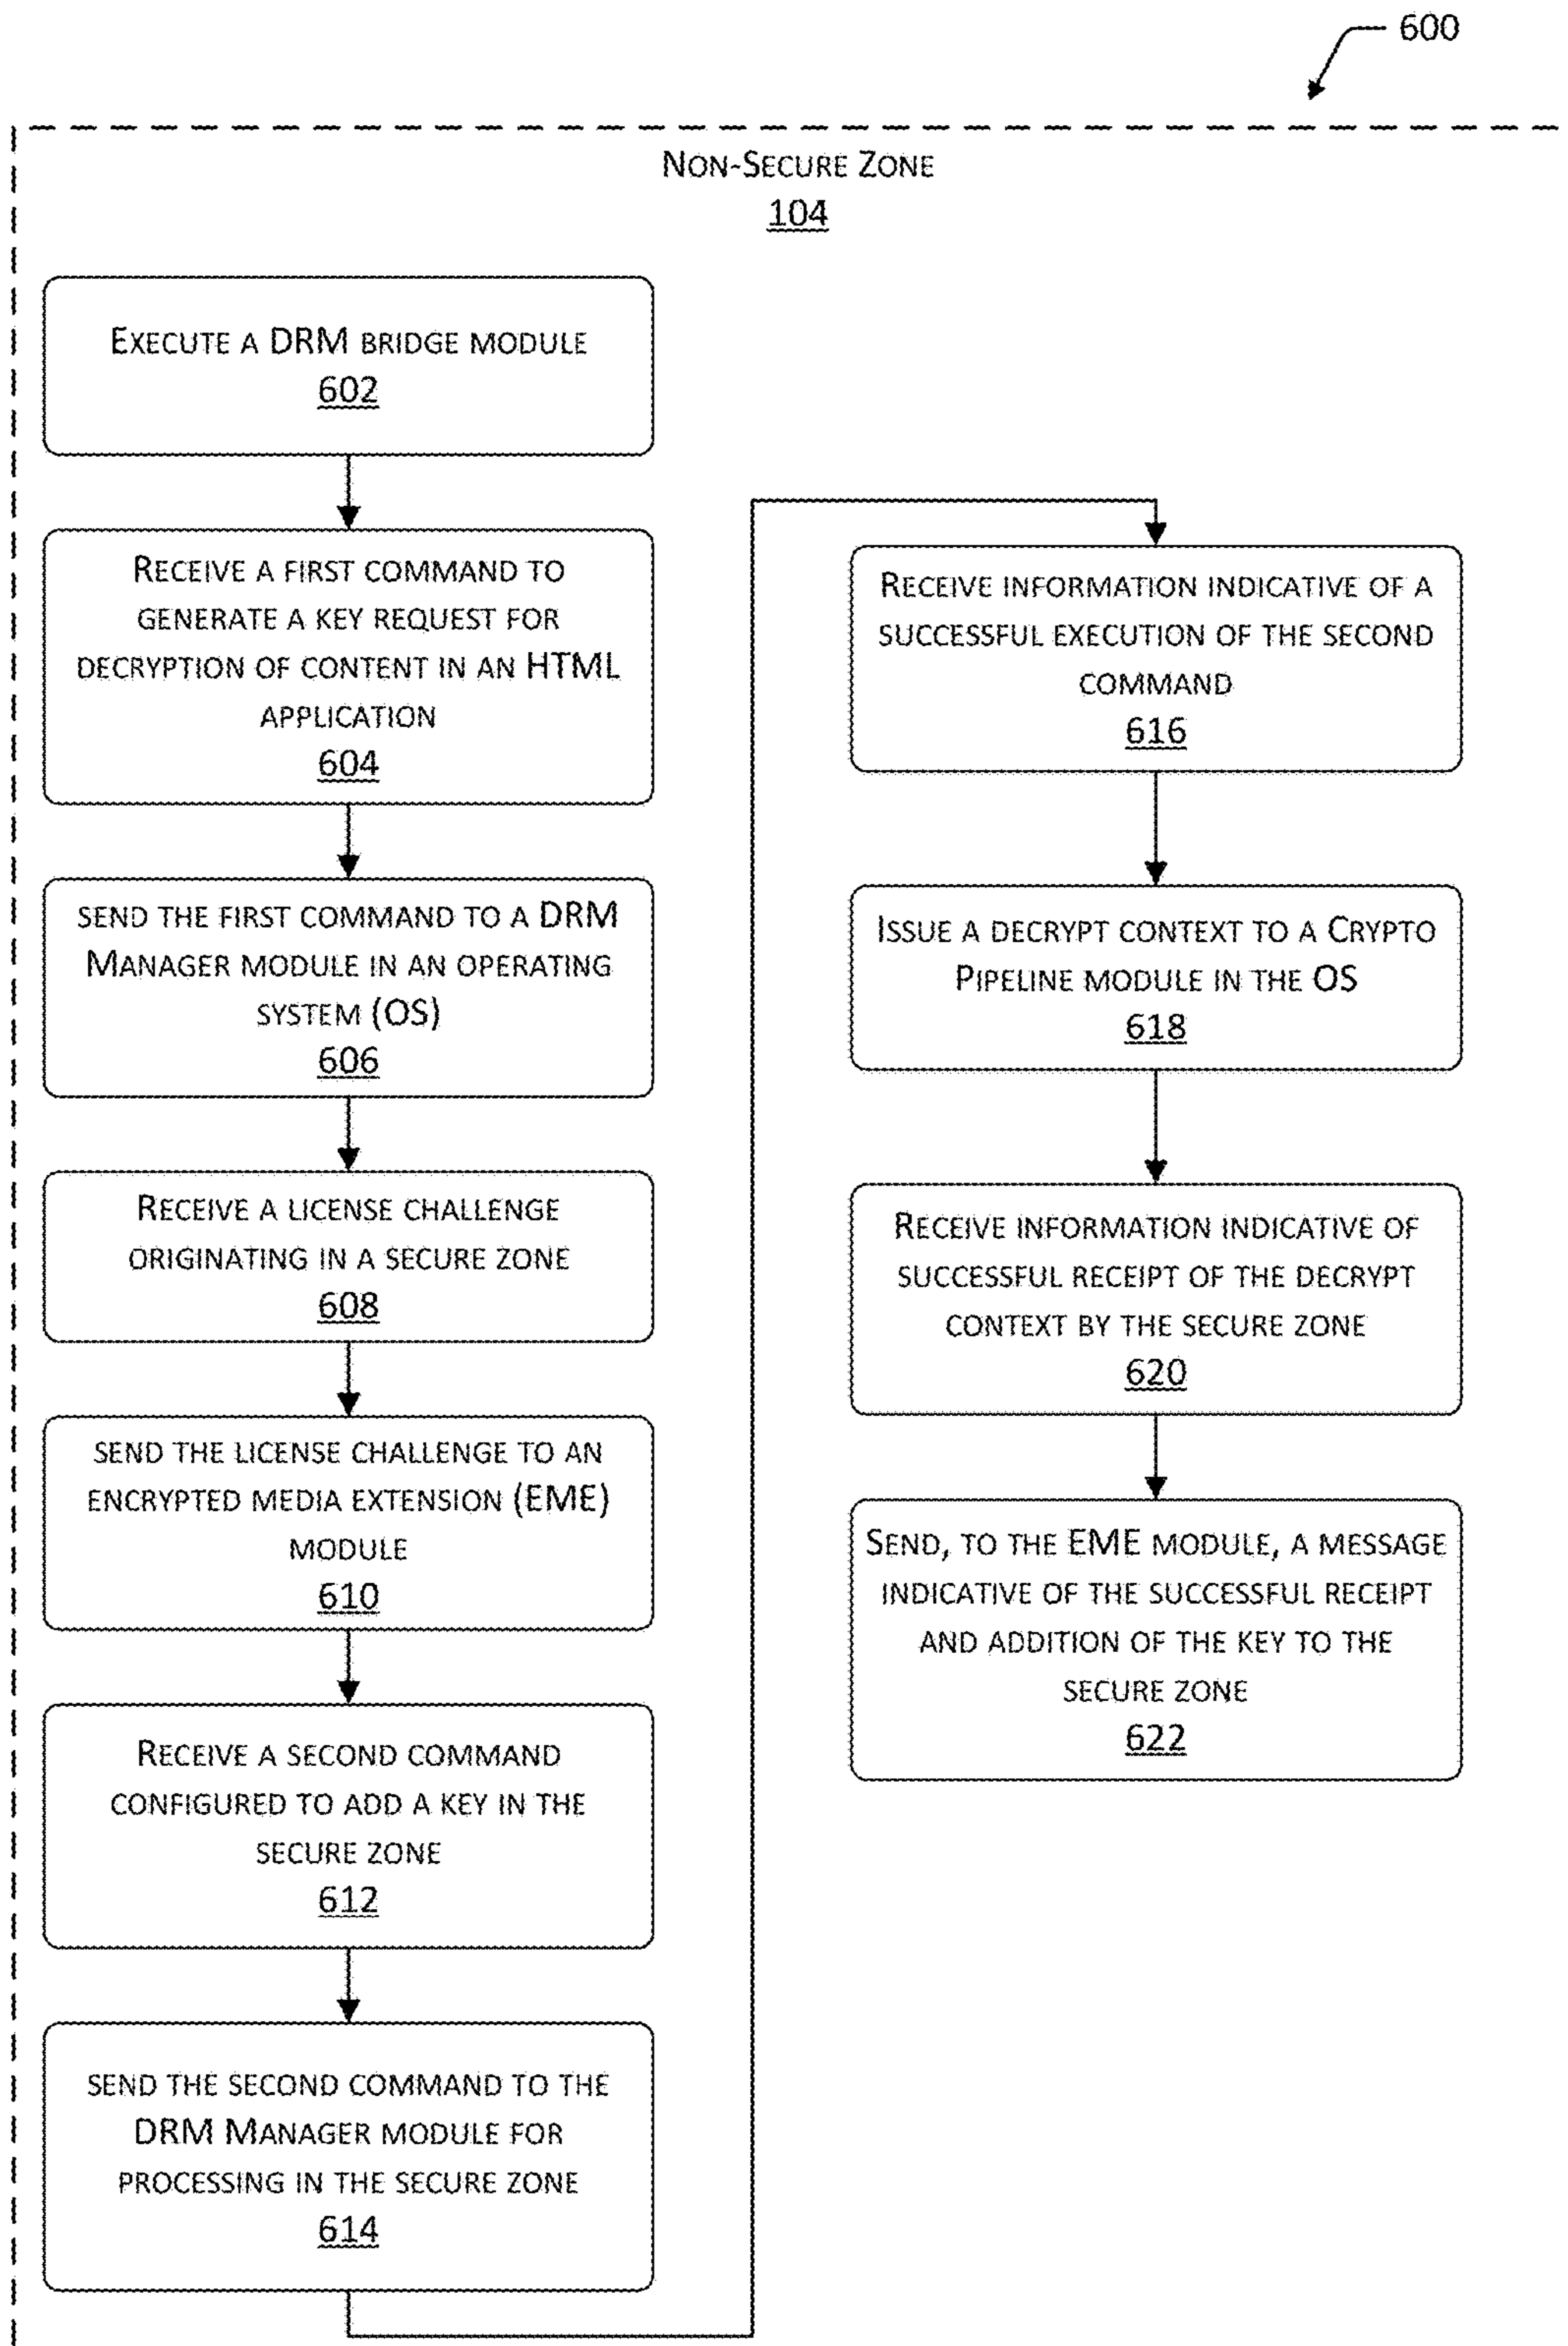 600
Non-Secure Zone
104
Execute a DRM bridge module
602
Receive a first command to
generate a key request for
decryption of content in an HTML
application
604
send the first command to a DRM
Manager module in an operating
system (OS)
606
Receive a license challenge
originating in a secure zone
608
send the license challenge to an
encrypted media extension (EME)
module
610
Receive a second command
configured to add a key in the
secure zone
612
send the second command to the
DRM Manager module for
processing in the secure zone
614
Receive information indicative of a
successful execution of the second
command
616
Issue a decrypt context to a Crypto
Pipeline module in the OS
618
Receive information indicative of
successful receipt of the decrypt
context by the secure zone
620
Send, to the EME module, a message
indicative of the successful receipt
and addition of the key to the
secure zone
622